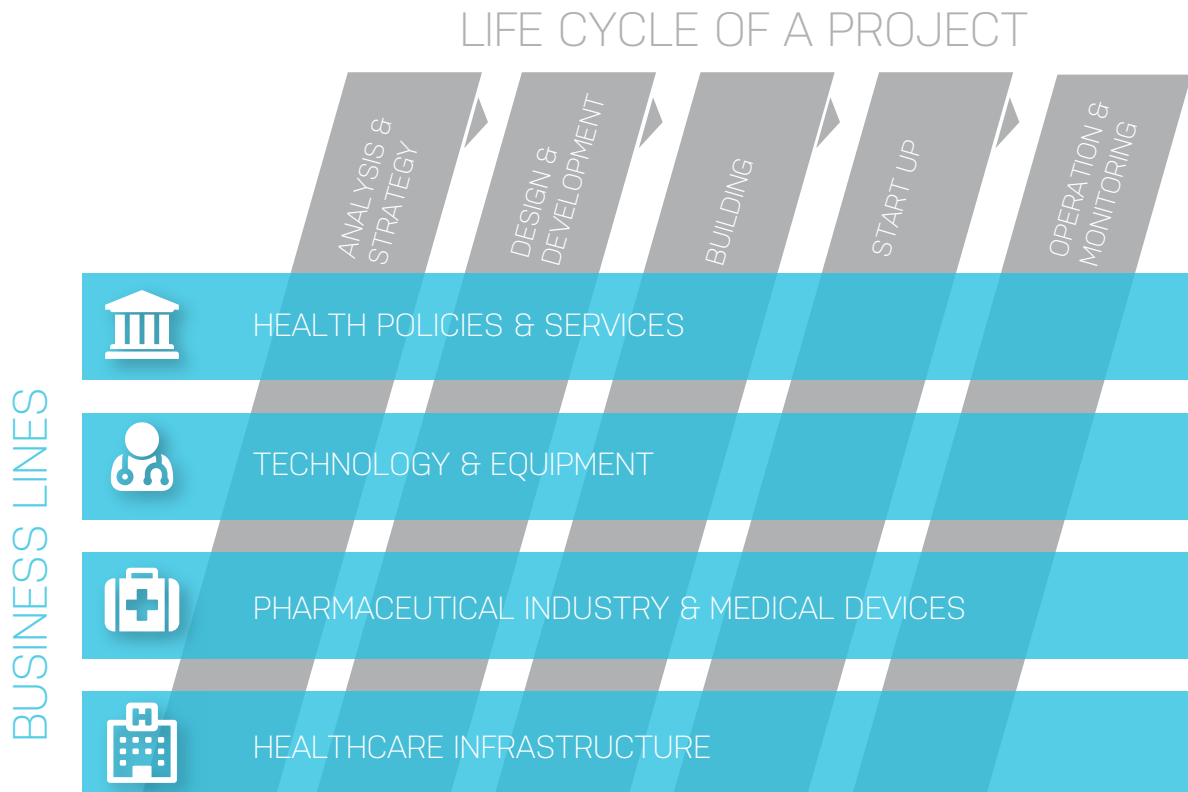 LIFE CYCLE OF A PROJECT
ANALYSIS &
STRATEGY
DESIGN &
DEVELOPMENT
BUILDING
START UP
OPERATION &
MONITORING
BUSINESS LINES
HEALTH POLICIES & SERVICES
TECHNOLOGY & EQUIPMENT
PHARMACEUTICAL INDUSTRY & MEDICAL DEVICES
H
HEALTHCARE INFRASTRUCTURE